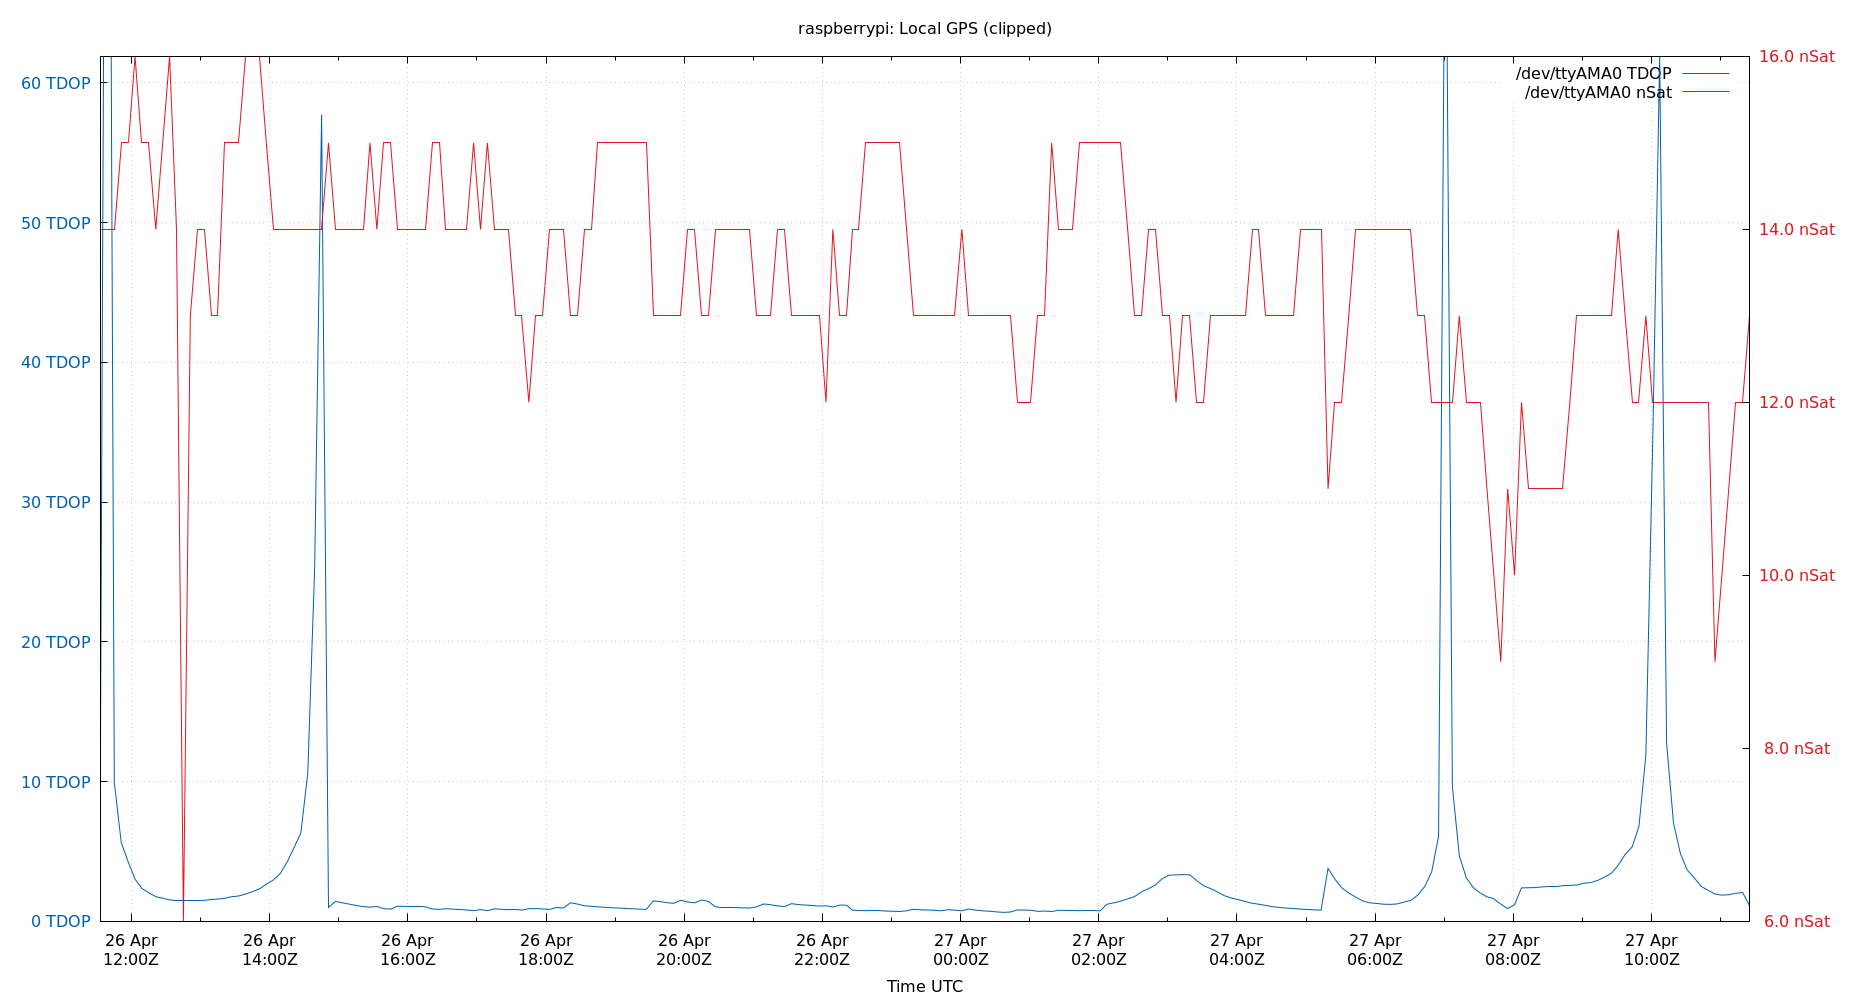 raspberrypi: Local GPS (clipped)
60 TDOP
50 TDOP
40 TDOP
30 TDOP
20 TDOP
10 TDOP
0 TDOP
16.0 nSat
14.0 nSat
12.0 nSat
10.0 nSat
8.0 nSat
6.0 nSat
/dev/ttyAMA0 TDOP
/dev/ttyAMA0 nSat
26 Apr
12:00Z
26 Apr
14:00Z
26 Apr
16:00Z
26 Apr
18:00Z
26 Apr
20:00Z
26 Apr
22:00Z
27 Apr
00:00Z
27 Apr
02:00Z
27 Apr
04:00Z
27 Apr
06:00Z
27 Apr
08:00Z
27 Apr
10:00Z
Time UTC